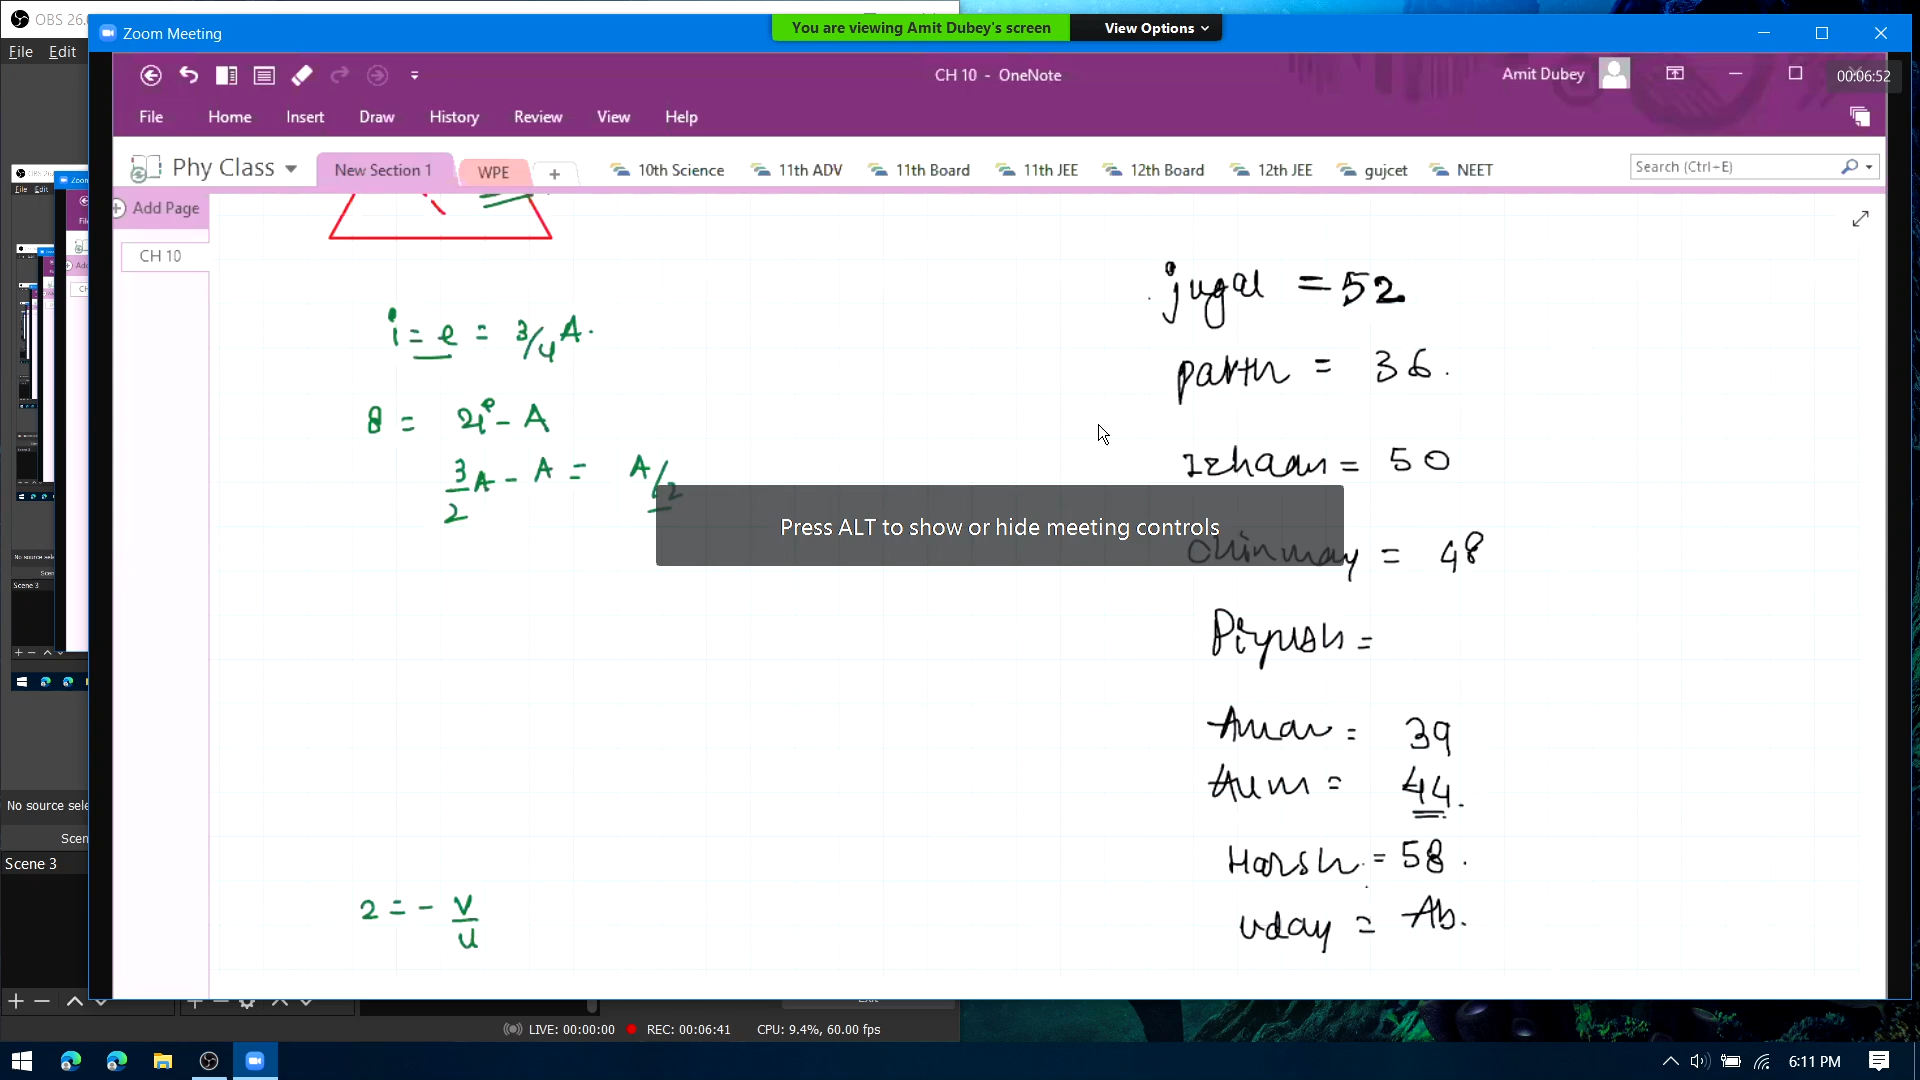 OBS 26.0
You are viewing Amit Dubey's screen
View Options
Zoom Meeting
File Edit
CH 10 - OneNote
Amit Dubey
00:06:52
File Home Insert Draw History Review View Help
Phy Class
New Section 1
WPE
10th Science
11th ADV
11th Board
11th JEE
12th Board
12th JEE
gujcet
NEET
Search (Ctrl+E)
Add Page
CH 10
i = e = 3/4 A.
8 = 2i - A
3/2 A - A = A/2
Press ALT to show or hide meeting controls
2 = - v/u
jugal = 52
parth = 36.
Izhaan = 50
Chinmay = 48
Piyush =
Aman = 39
Aum = 44.
Harsh = 58.
Uday = Ab.
No source sele
Scen
Scene 3
LIVE: 00:00:00
REC: 00:06:41
CPU: 9.4%, 60.00 fps
6:11 PM